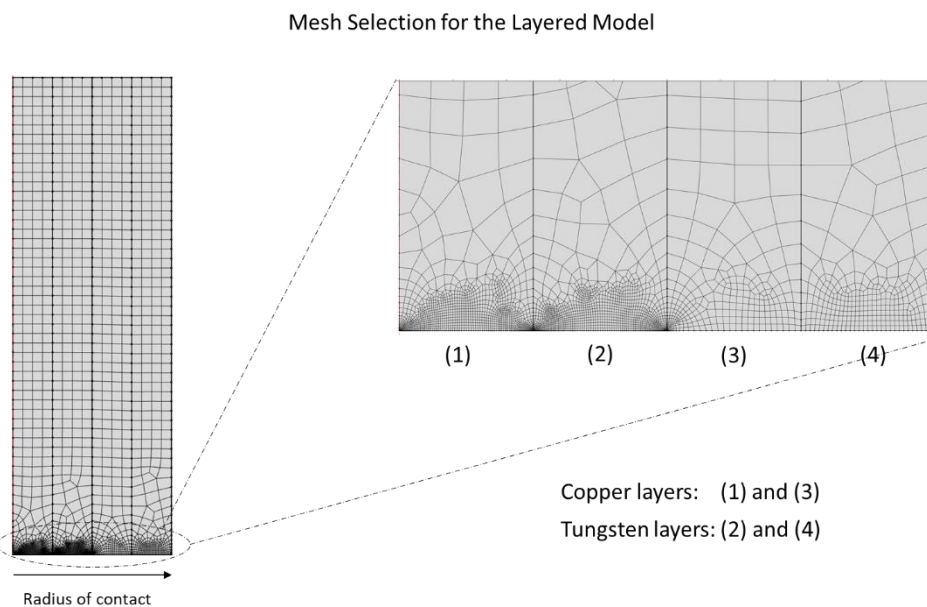 Mesh Selection for the Layered Model
(1) (2) (3) (4)
Copper layers: (1) and (3)
Tungsten layers: (2) and (4)
Radius of contact